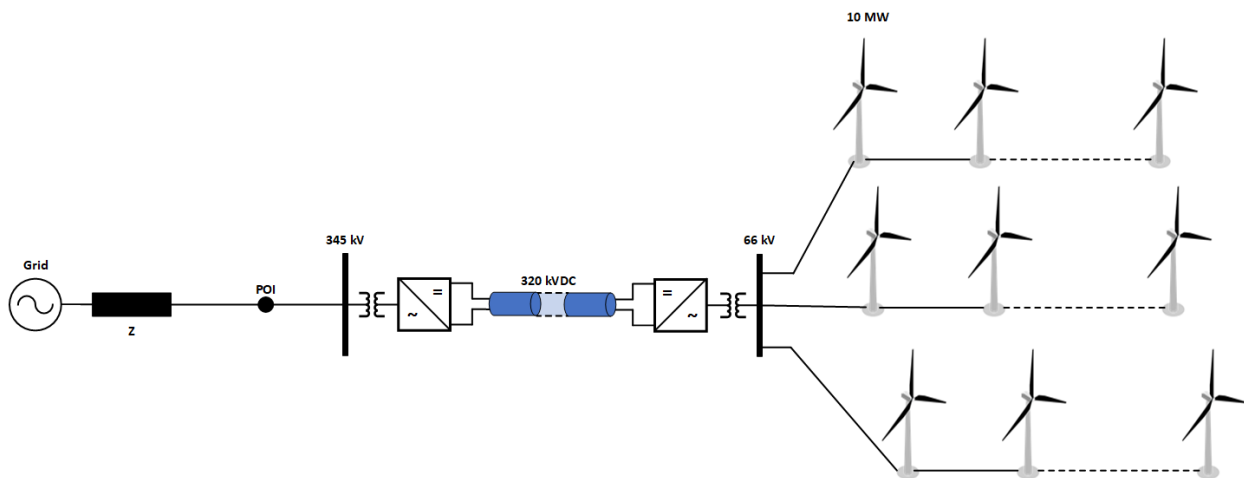 10 MW
345 kV
66 kV
Grid
320 kVDC
POI
=
~
=
~
Z